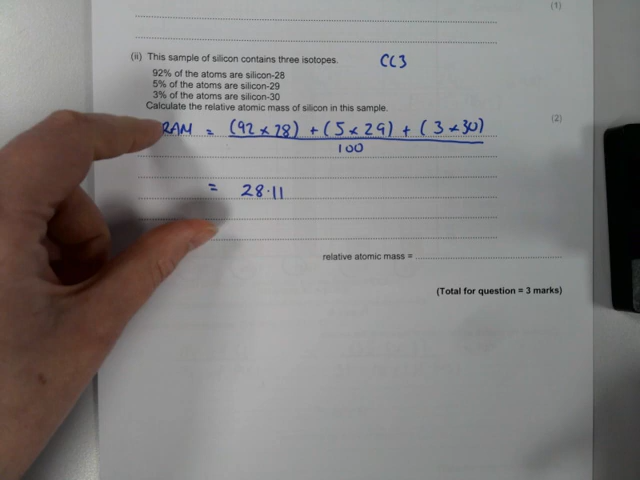 (1)
(ii) This sample of silicon contains three isotopes. CC3
92% of the atoms are silicon-28
5% of the atoms are silicon-29
3% of the atoms are silicon-30
Calculate the relative atomic mass of silicon in this sample.
(2)
RAM = (92 x 28) + (5 x 29) + (3 x 30)
100
= 28.11
relative atomic mass =
(Total for question = 3 marks)